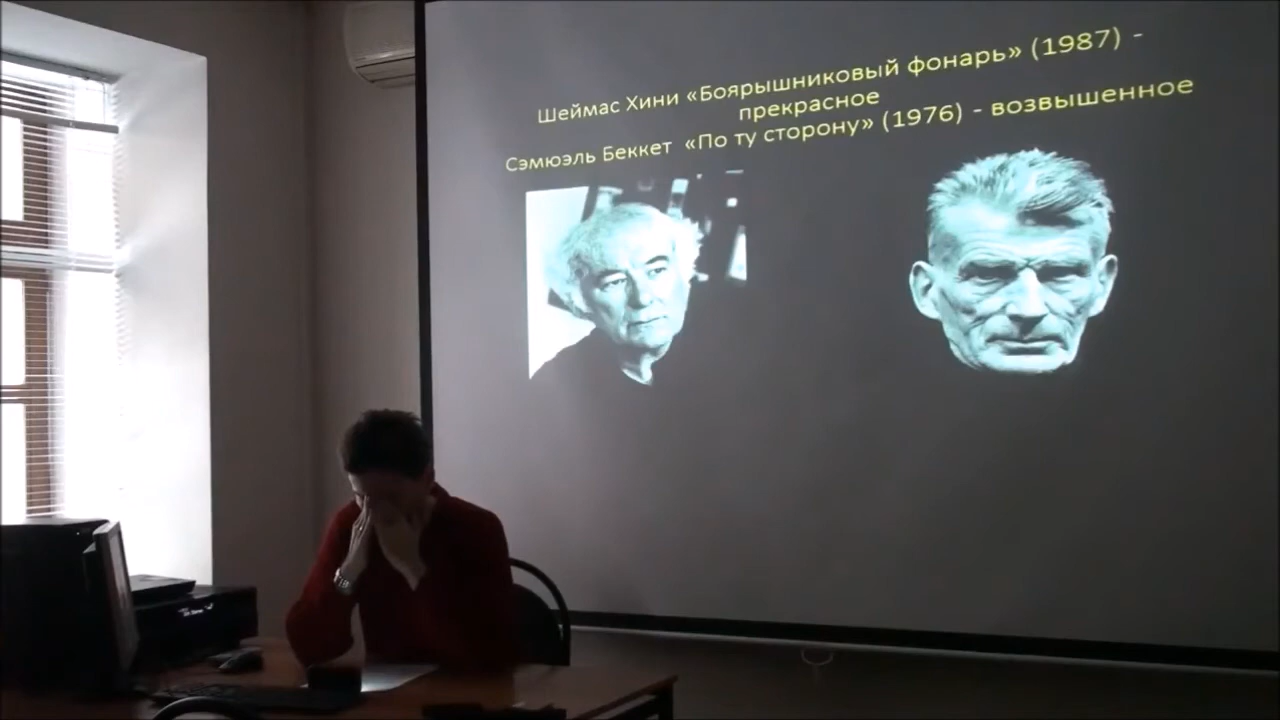 Шеймас Хини «Боярышниковый фонарь» (1987) -
прекрасное
Сэмюэль Беккет «По ту сторону» (1976) - возвышенное